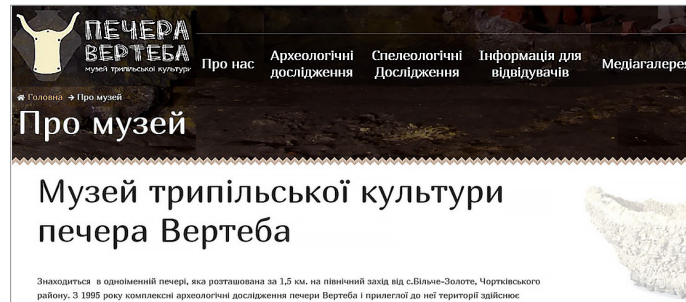 ПЕЧЕРА
ВЕРТЕБА
музей трипільської культури
Про нас
Археологічні дослідження
Спелеологічні Дослідження
Інформація для відвідувачів
Медіагалерея
Головна → Про музей
Про музей
Музей трипільської культури
печера Вертеба
Знаходиться в одноіменній печері, яка розташована за 1,5 км. на північний захід від с.Більче-Золоте, Чортківського
району. З 1995 року комплексні археологічні дослідження печери Вертеба і прилеглої до неї території здійснює